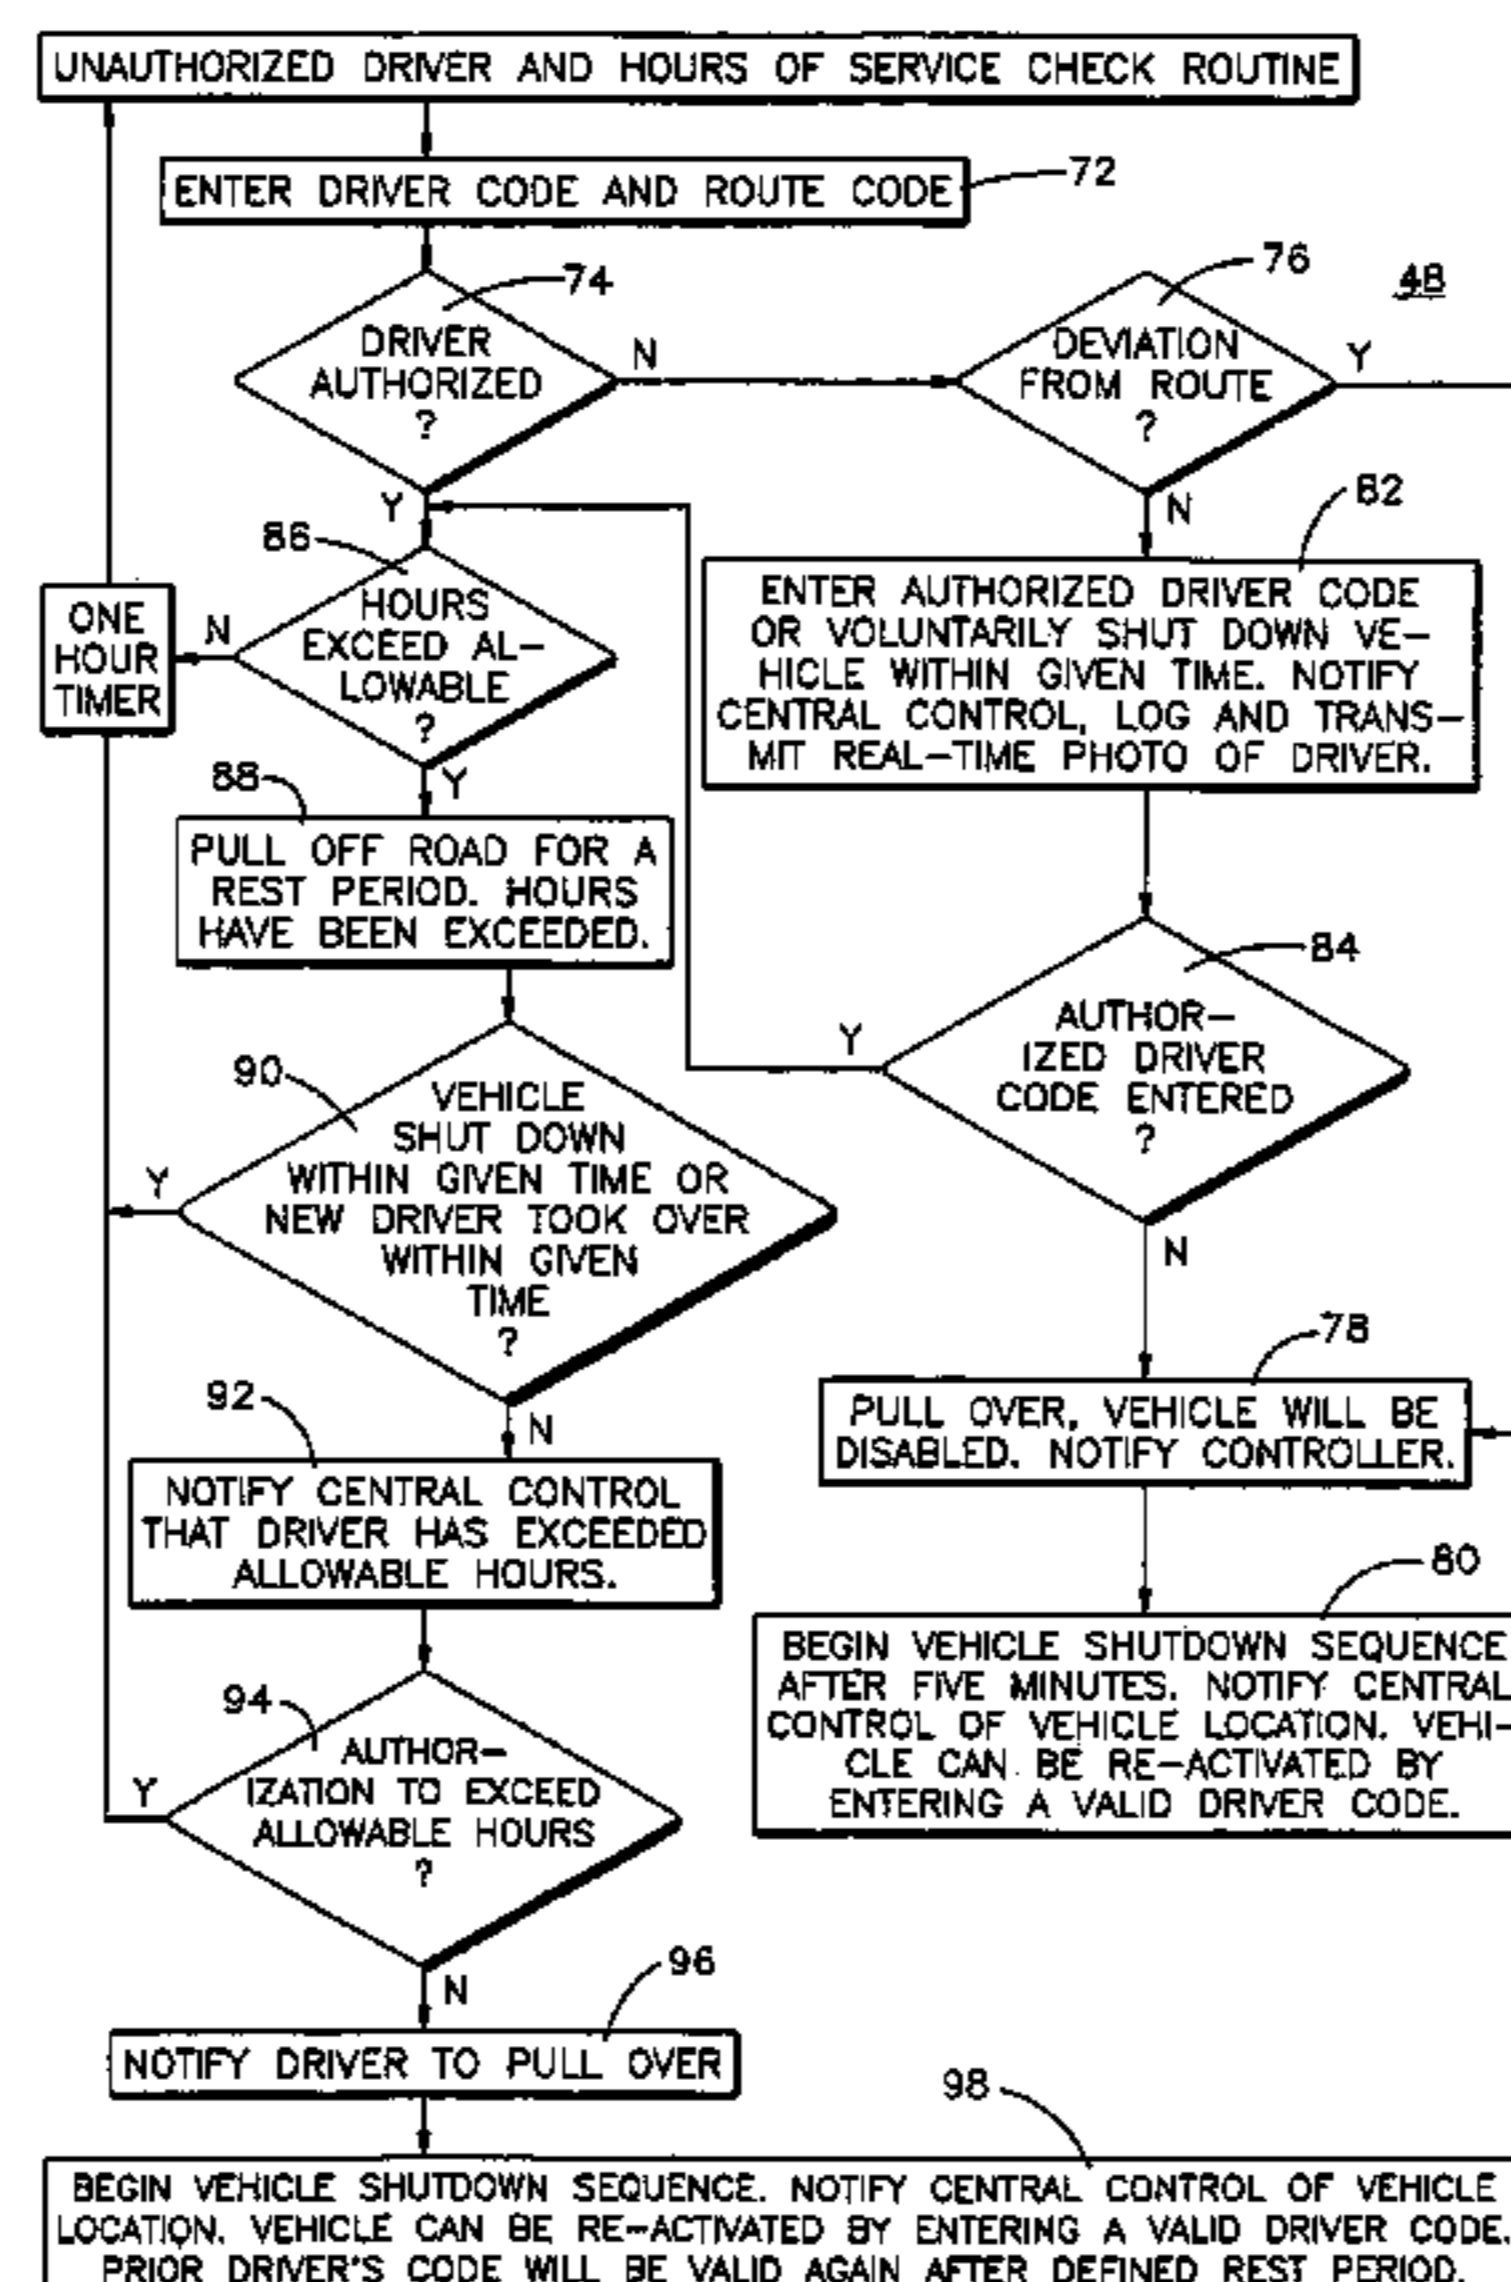 UNAUTHORIZED DRIVER AND HOURS OF SERVICE CHECK ROUTINE
ENTER DRIVER CODE AND ROUTE CODE
72
74
DRIVER
AUTHORIZED
?
N
Y
76
48
DEVIATION
FROM ROUTE
?
Y
N
82
ENTER AUTHORIZED DRIVER CODE
OR VOLUNTARILY SHUT DOWN VE-
HICLE WITHIN GIVEN TIME. NOTIFY
CENTRAL CONTROL, LOG AND TRANS-
MIT REAL-TIME PHOTO OF DRIVER.
86
HOURS
EXCEED AL-
LOWABLE
?
N
Y
ONE
HOUR
TIMER
88
PULL OFF ROAD FOR A
REST PERIOD. HOURS
HAVE BEEN EXCEEDED.
84
AUTHOR-
IZED DRIVER
CODE ENTERED
?
Y
N
90
VEHICLE
SHUT DOWN
WITHIN GIVEN TIME OR
NEW DRIVER TOOK OVER
WITHIN GIVEN
TIME
?
Y
N
78
PULL OVER, VEHICLE WILL BE
DISABLED. NOTIFY CONTROLLER.
92
NOTIFY CENTRAL CONTROL
THAT DRIVER HAS EXCEEDED
ALLOWABLE HOURS.
80
BEGIN VEHICLE SHUTDOWN SEQUENCE
AFTER FIVE MINUTES. NOTIFY CENTRAL
CONTROL OF VEHICLE LOCATION. VEHI-
CLE CAN BE RE-ACTIVATED BY
ENTERING A VALID DRIVER CODE.
94
AUTHOR-
IZATION TO EXCEED
ALLOWABLE HOURS
?
Y
N
96
NOTIFY DRIVER TO PULL OVER
98
BEGIN VEHICLE SHUTDOWN SEQUENCE. NOTIFY CENTRAL CONTROL OF VEHICLE
LOCATION. VEHICLE CAN BE RE-ACTIVATED BY ENTERING A VALID DRIVER CODE.
PRIOR DRIVER'S CODE WILL BE VALID AGAIN AFTER DEFINED REST PERIOD.